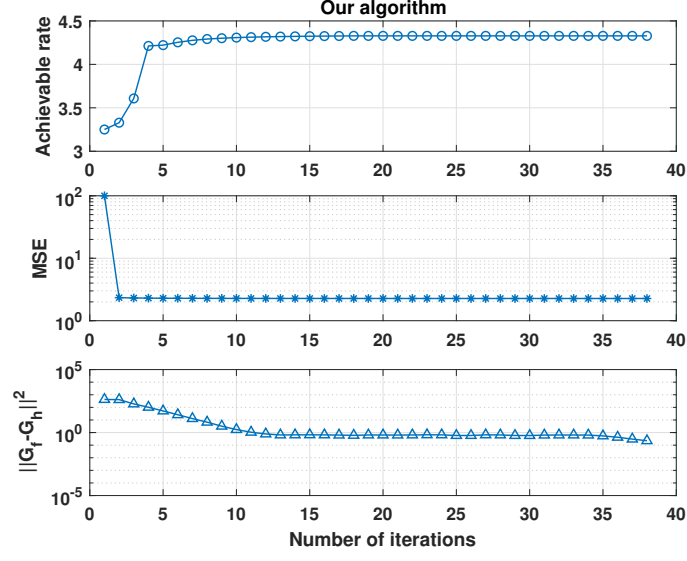 Our algorithm
Achievable rate
4.5
4
3.5
3
0 5 10 15 20 25 30 35 40
MSE
10^2
10^1
10^0
0 5 10 15 20 25 30 35 40
||G_f-G_h||^2
10^5
10^0
10^-5
0 5 10 15 20 25 30 35 40
Number of iterations